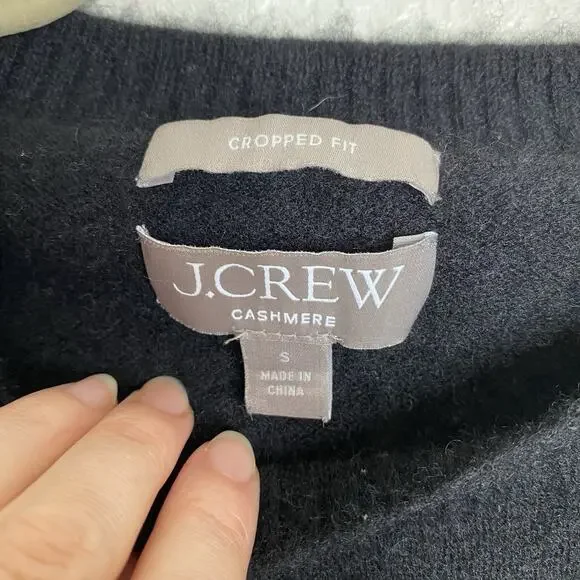 CROPPED FIT
J.CREW
CASHMERE
S
MADE IN
CHINA